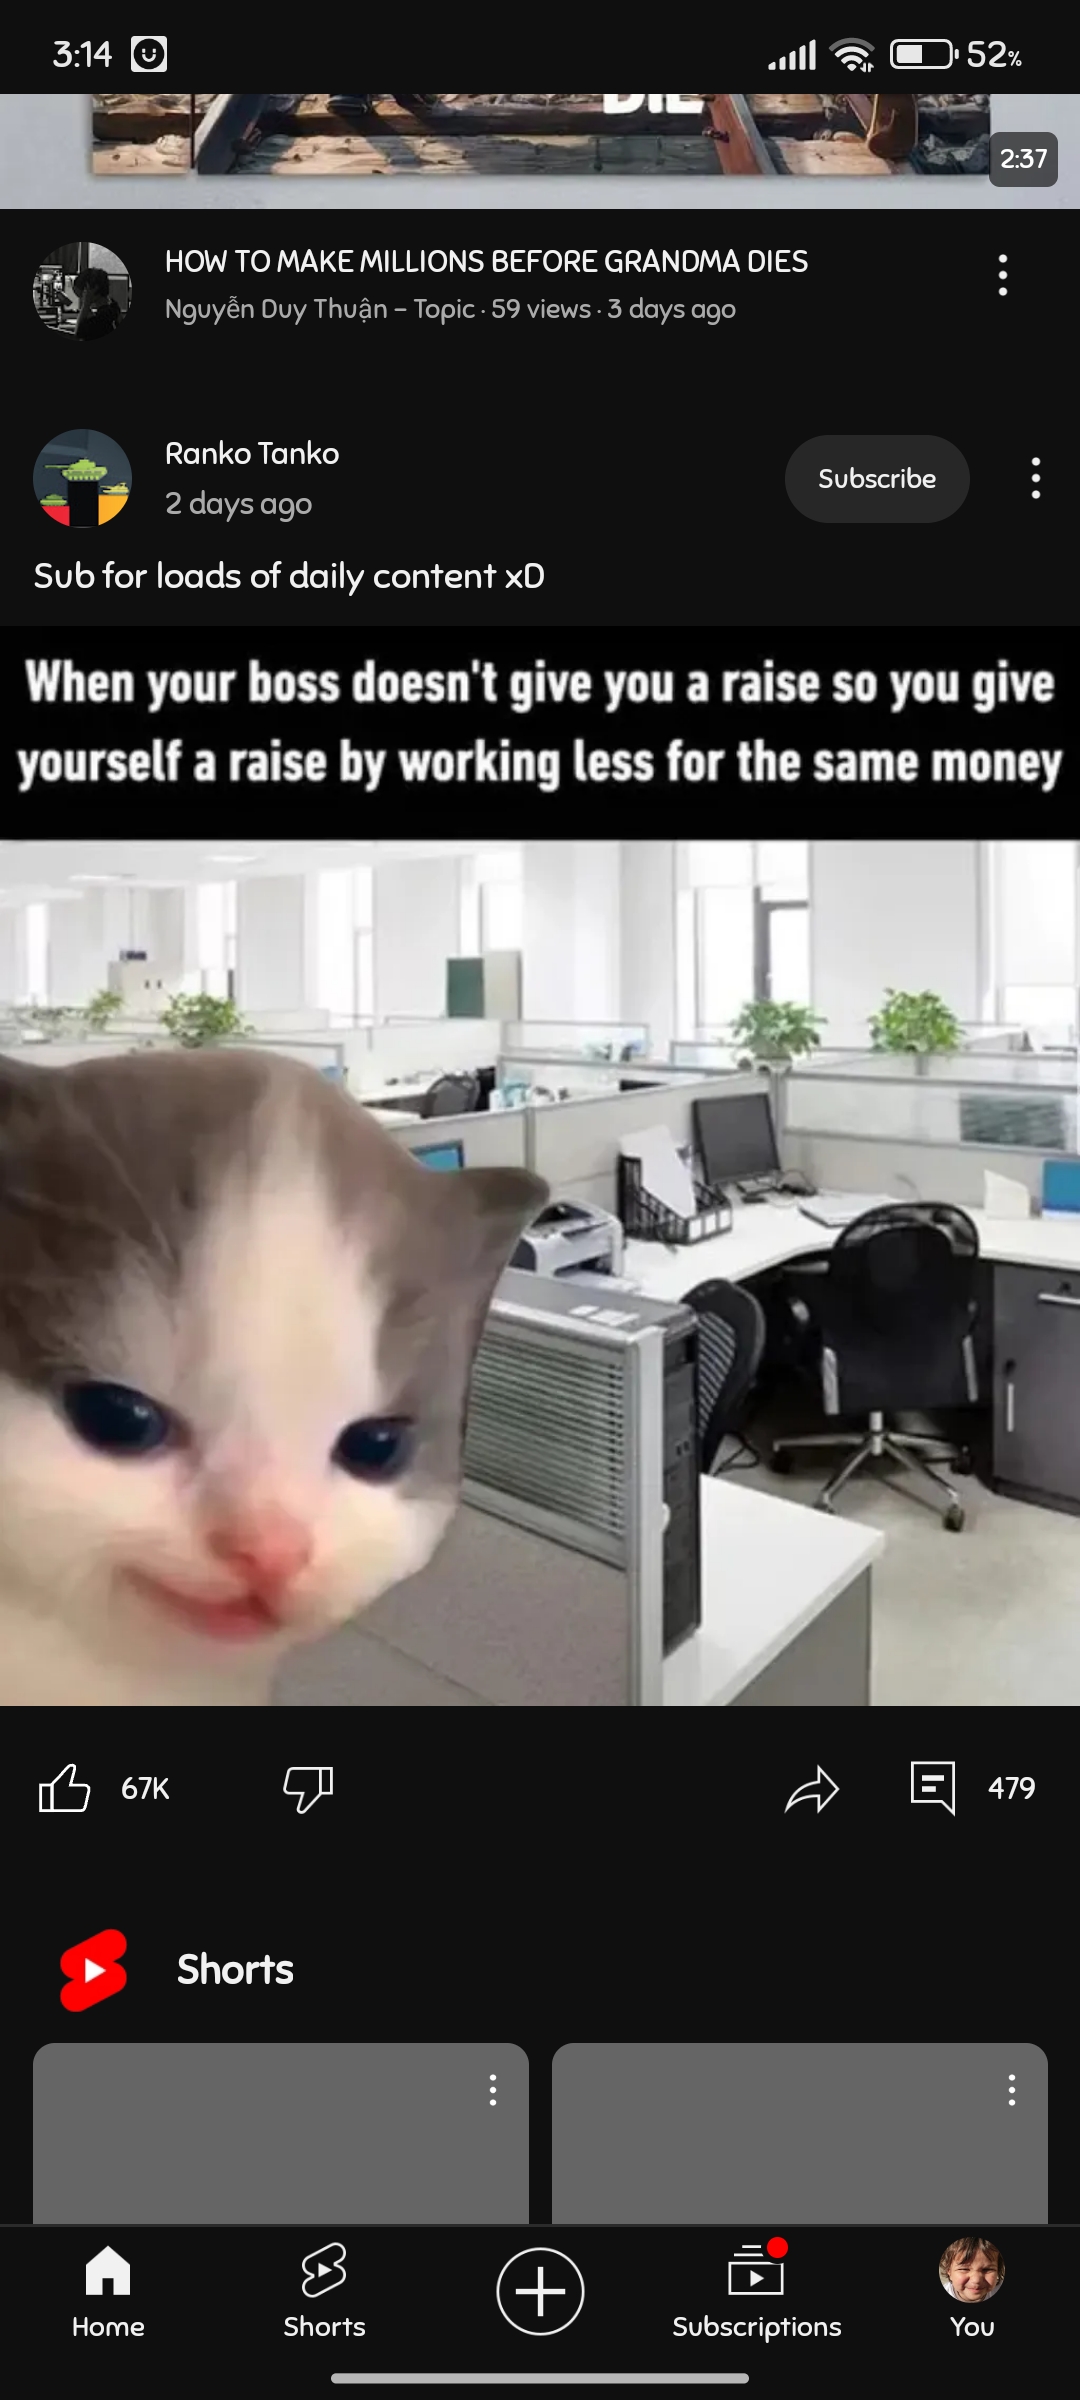 3:14
52%
DIE
2:37
HOW TO MAKE MILLIONS BEFORE GRANDMA DIES
Nguyễn Duy Thuận – Topic · 59 views · 3 days ago
Ranko Tanko
2 days ago
Subscribe
Sub for loads of daily content xD
When your boss doesn't give you a raise so you give
yourself a raise by working less for the same money
67K
479
Shorts
Home
Shorts
Subscriptions
You